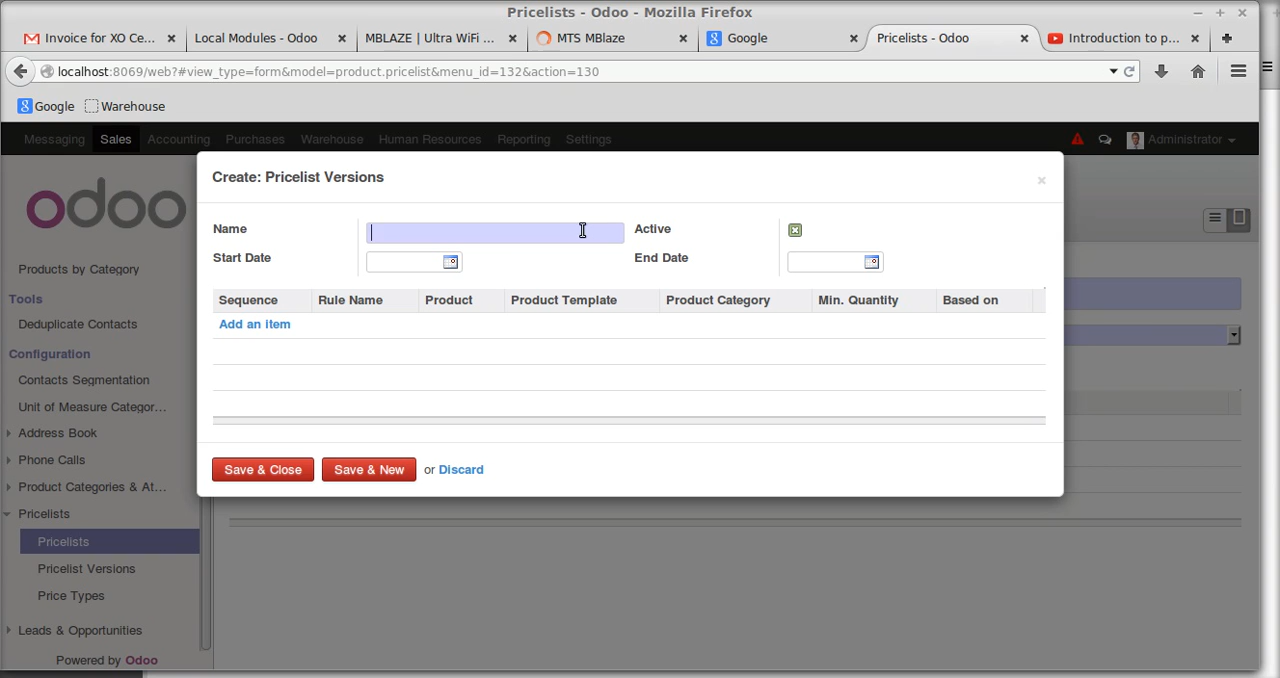 Pricelists - Odoo - Mozilla Firefox
Invoice for XO Ce...
Local Modules - Odoo
MBLAZE | Ultra WiFi ...
MTS MBlaze
Google
Pricelists - Odoo
Introduction to p...
localhost:8069/web?#view_type=form&model=product.pricelist&menu_id=132&action=130
Google
Warehouse
Messaging Sales Accounting Purchases Warehouse Human Resources Reporting Settings Administrator
odoo
Products by Category
Tools
Deduplicate Contacts
Configuration
Contacts Segmentation
Unit of Measure Categor...
Address Book
Phone Calls
Product Categories & At...
Pricelists
Pricelists
Pricelist Versions
Price Types
Leads & Opportunities
Powered by Odoo
Create: Pricelist Versions
Name
Active
Start Date
End Date
Sequence Rule Name Product Product Template Product Category Min. Quantity Based on
Add an item
Save & Close Save & New or Discard